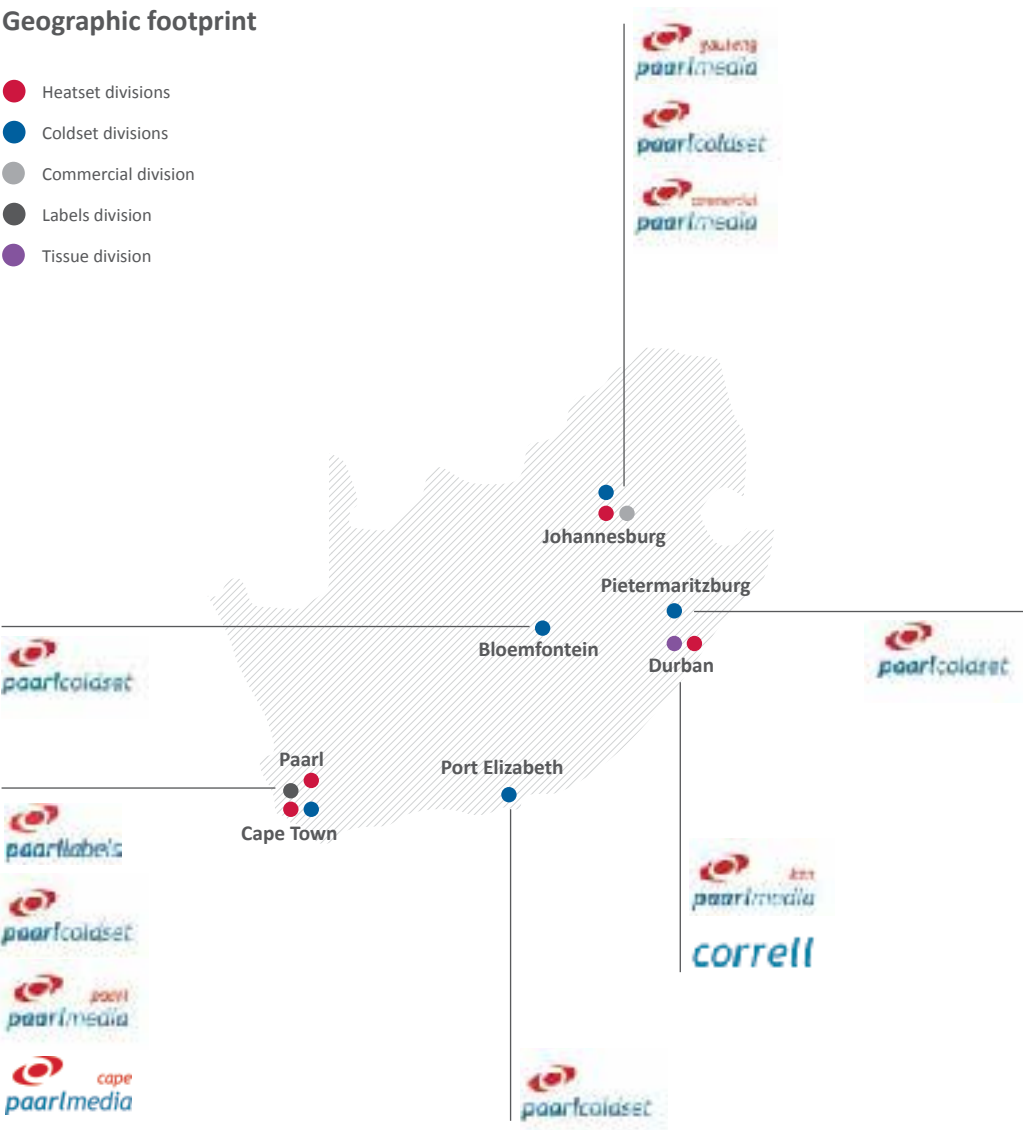 Geographic footprint
Heatset divisions
Coldset divisions
Commercial division
Labels division
Tissue division
gauteng
paarlmedia
paarlcoldset
commercial
paarlmedia
Johannesburg
Pietermaritzburg
Bloemfontein
Durban
paarlcoldset
paarlcoldset
Paarl
Port Elizabeth
Cape Town
paarllabels
paarlcoldset
paarl
paarlmedia
cape
paarlmedia
kzn
paarlmedia
correll
paarlcoldset